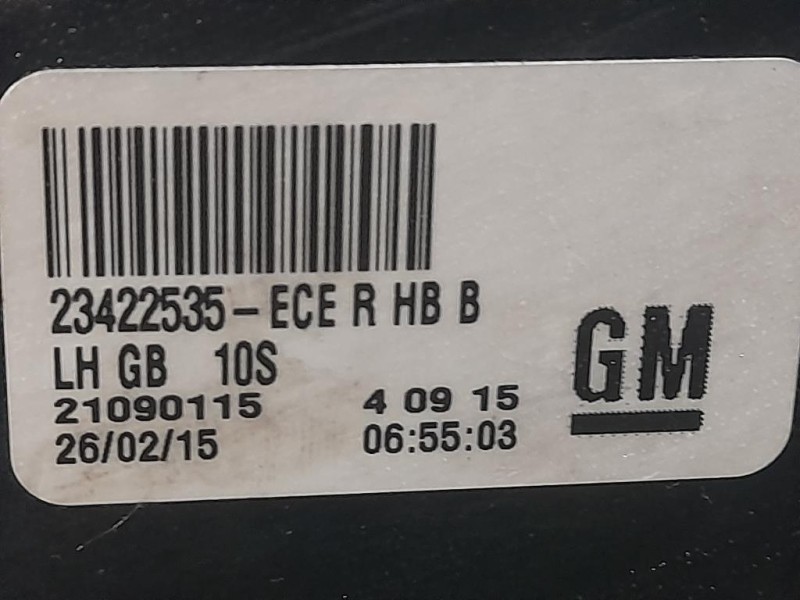 23422535-ECE R HB B
LH GB 10S
21090115 4 09 15
26/02/15 06:55:03
GM